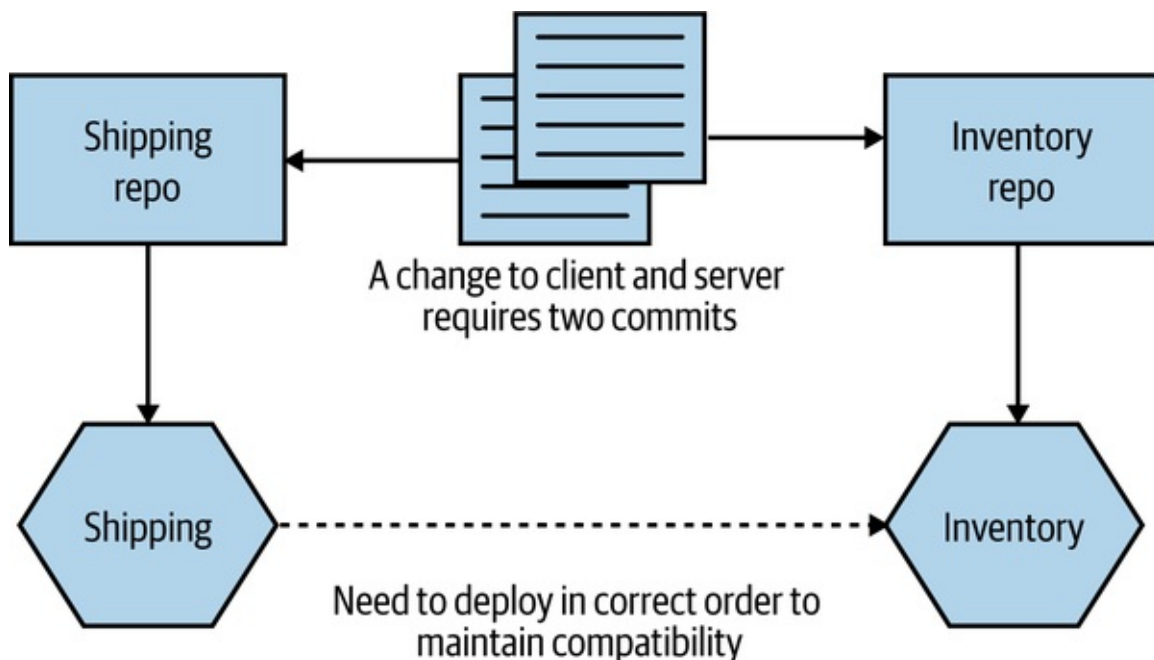 Shipping
repo
Inventory
repo
A change to client and server
requires two commits
Shipping
Inventory
Need to deploy in correct order to
maintain compatibility